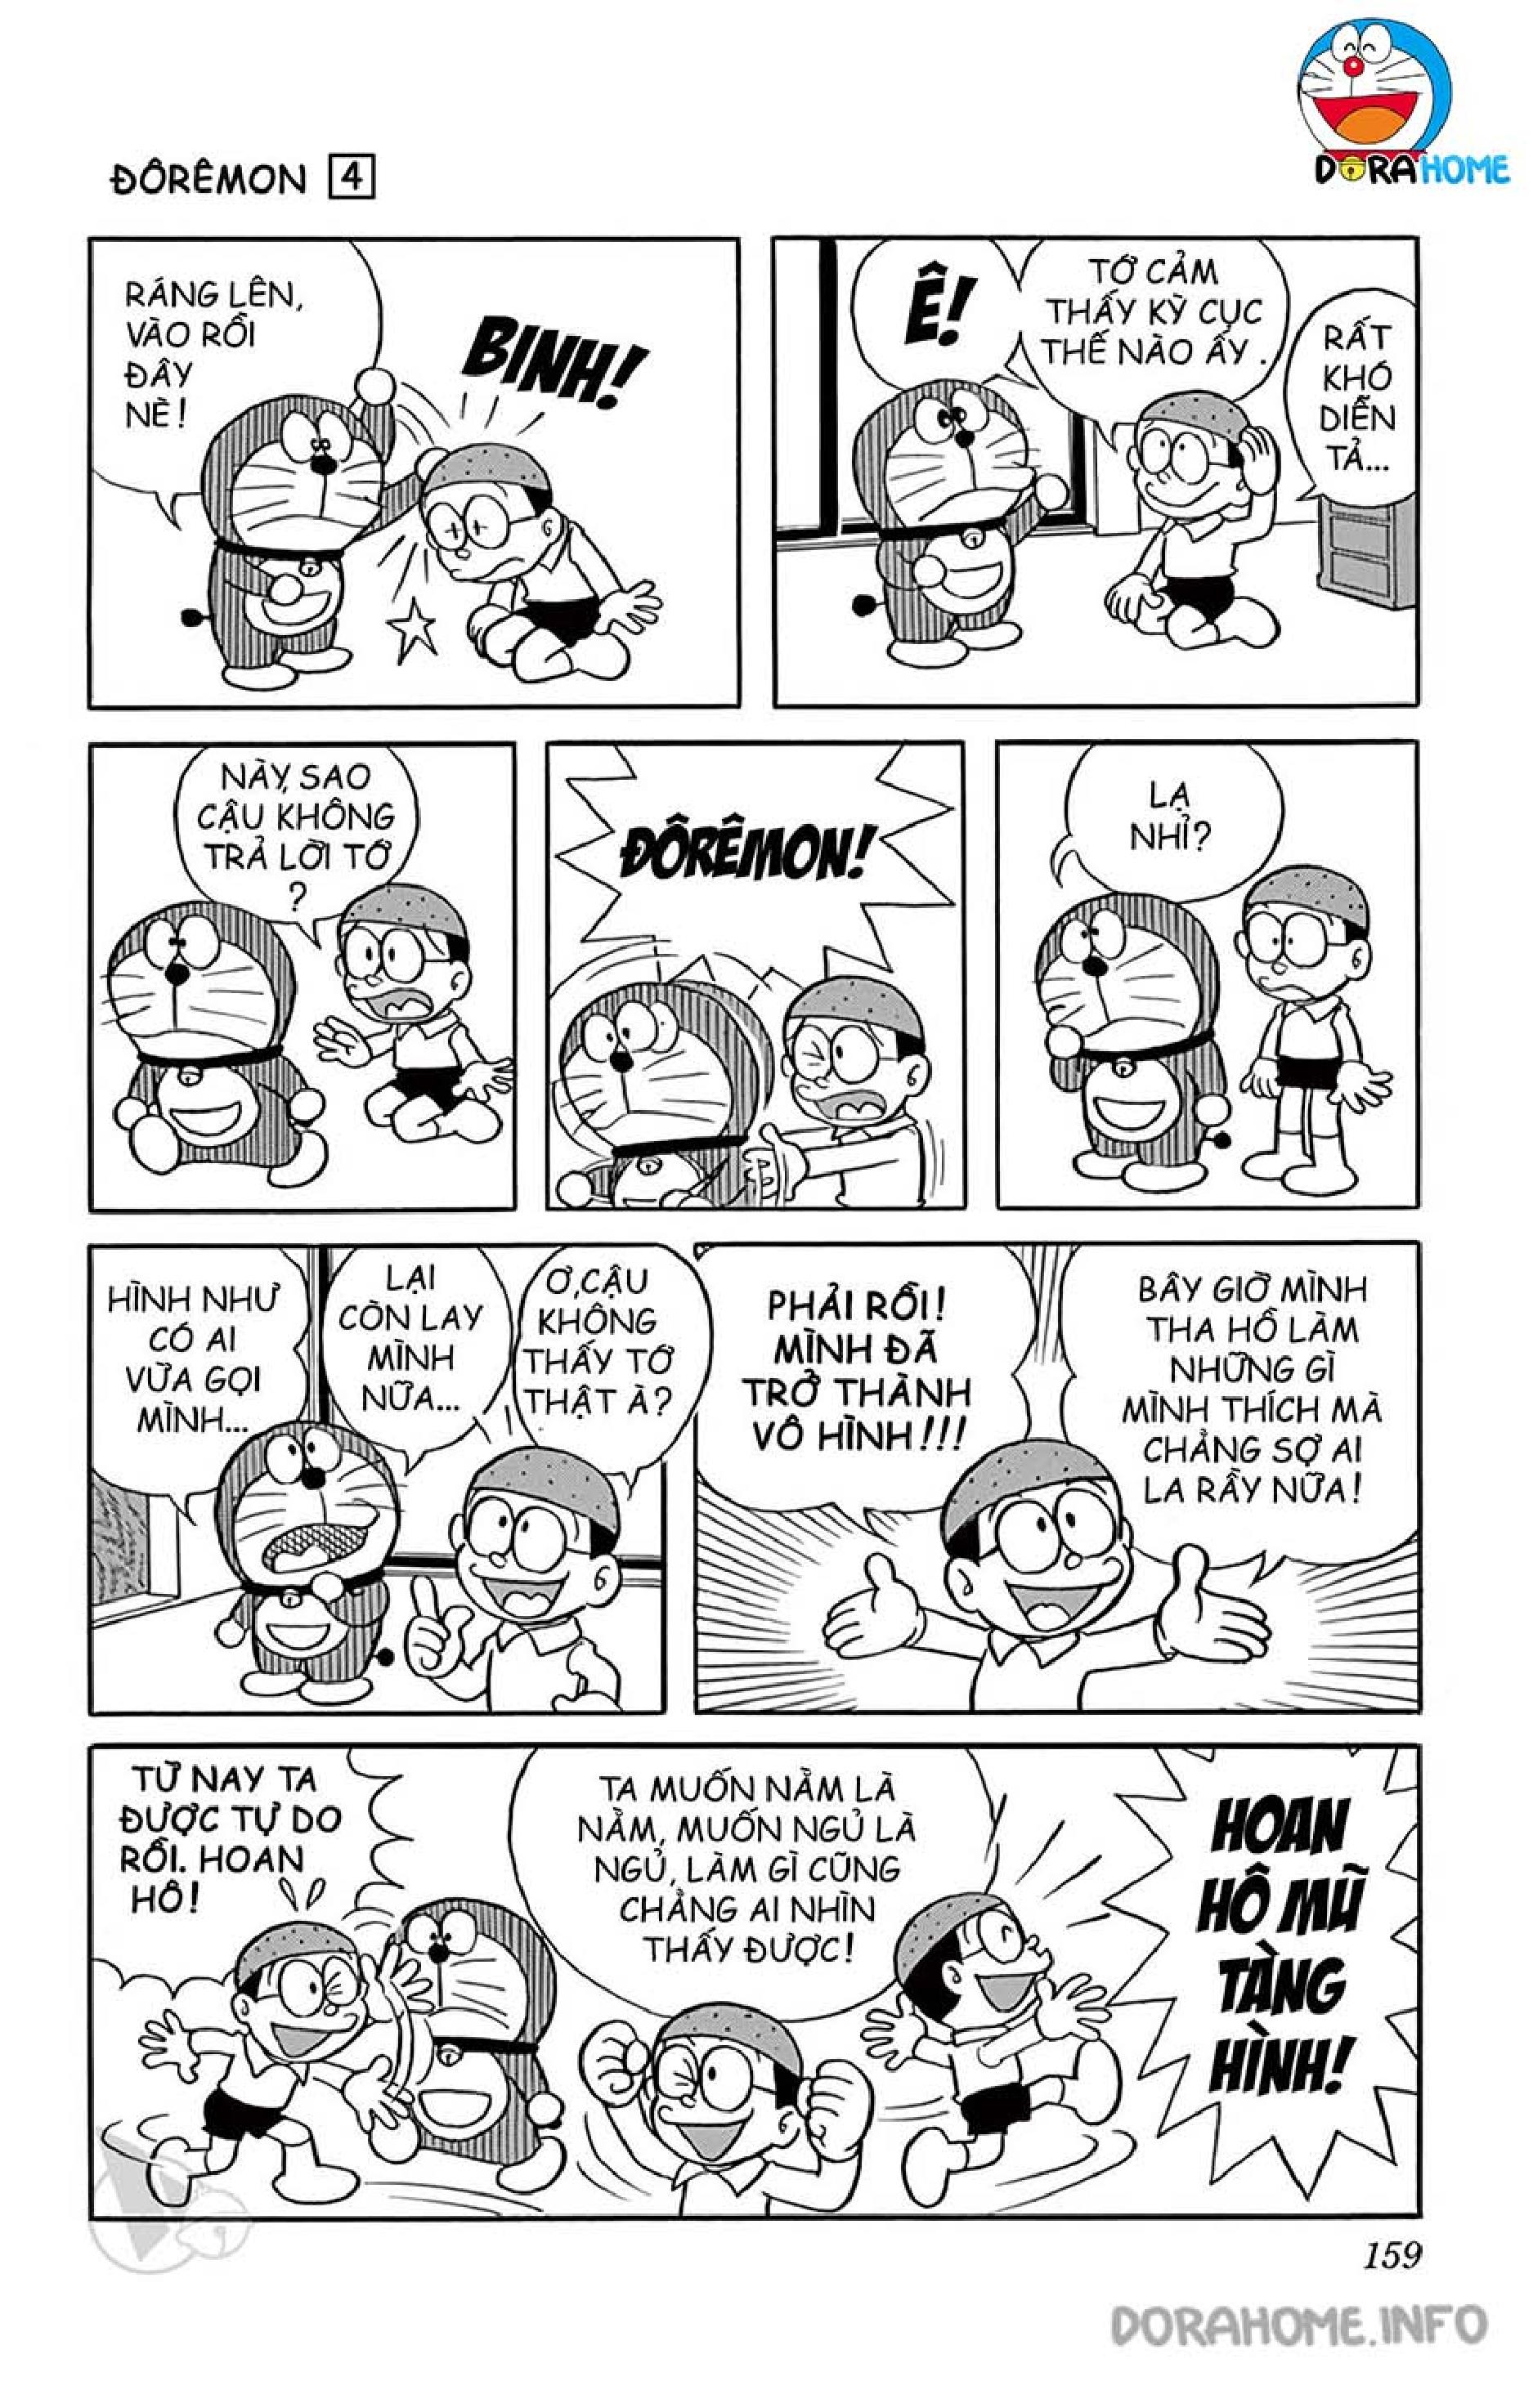 DORAHOME
ĐÔRÊMON 4
RÁNG LÊN,
VÀO RỒI
ĐÂY
NÈ!
BINH!
Ê!
TỚ CẢM
THẤY KỲ CỤC
THẾ NÀO ẤY.
RẤT
KHÓ
DIỄN
TẢ...
NÀY, SAO
CẬU KHÔNG
TRẢ LỜI TỚ
?
ĐÔRÊMON!
LẠ
NHỈ?
HÌNH NHƯ
CÓ AI
VỪA GỌI
MÌNH...
LẠI
CÒN LAY
MÌNH
NỮA...
Ơ, CẬU
KHÔNG
THẤY TỚ
THẬT À?
PHẢI RỒI!
MÌNH ĐÃ
TRỞ THÀNH
VÔ HÌNH!!!
BÂY GIỜ MÌNH
THA HỒ LÀM
NHỮNG GÌ
MÌNH THÍCH MÀ
CHẲNG SỢ AI
LA RẦY NỮA!
TỪ NAY TA
ĐƯỢC TỰ DO
RỒI. HOAN
HÔ!
TA MUỐN NẰM LÀ
NẰM, MUỐN NGỦ LÀ
NGỦ, LÀM GÌ CŨNG
CHẲNG AI NHÌN
THẤY ĐƯỢC!
HOAN
HÔ MŨ
TÀNG
HÌNH!
159
DORAHOME.INFO